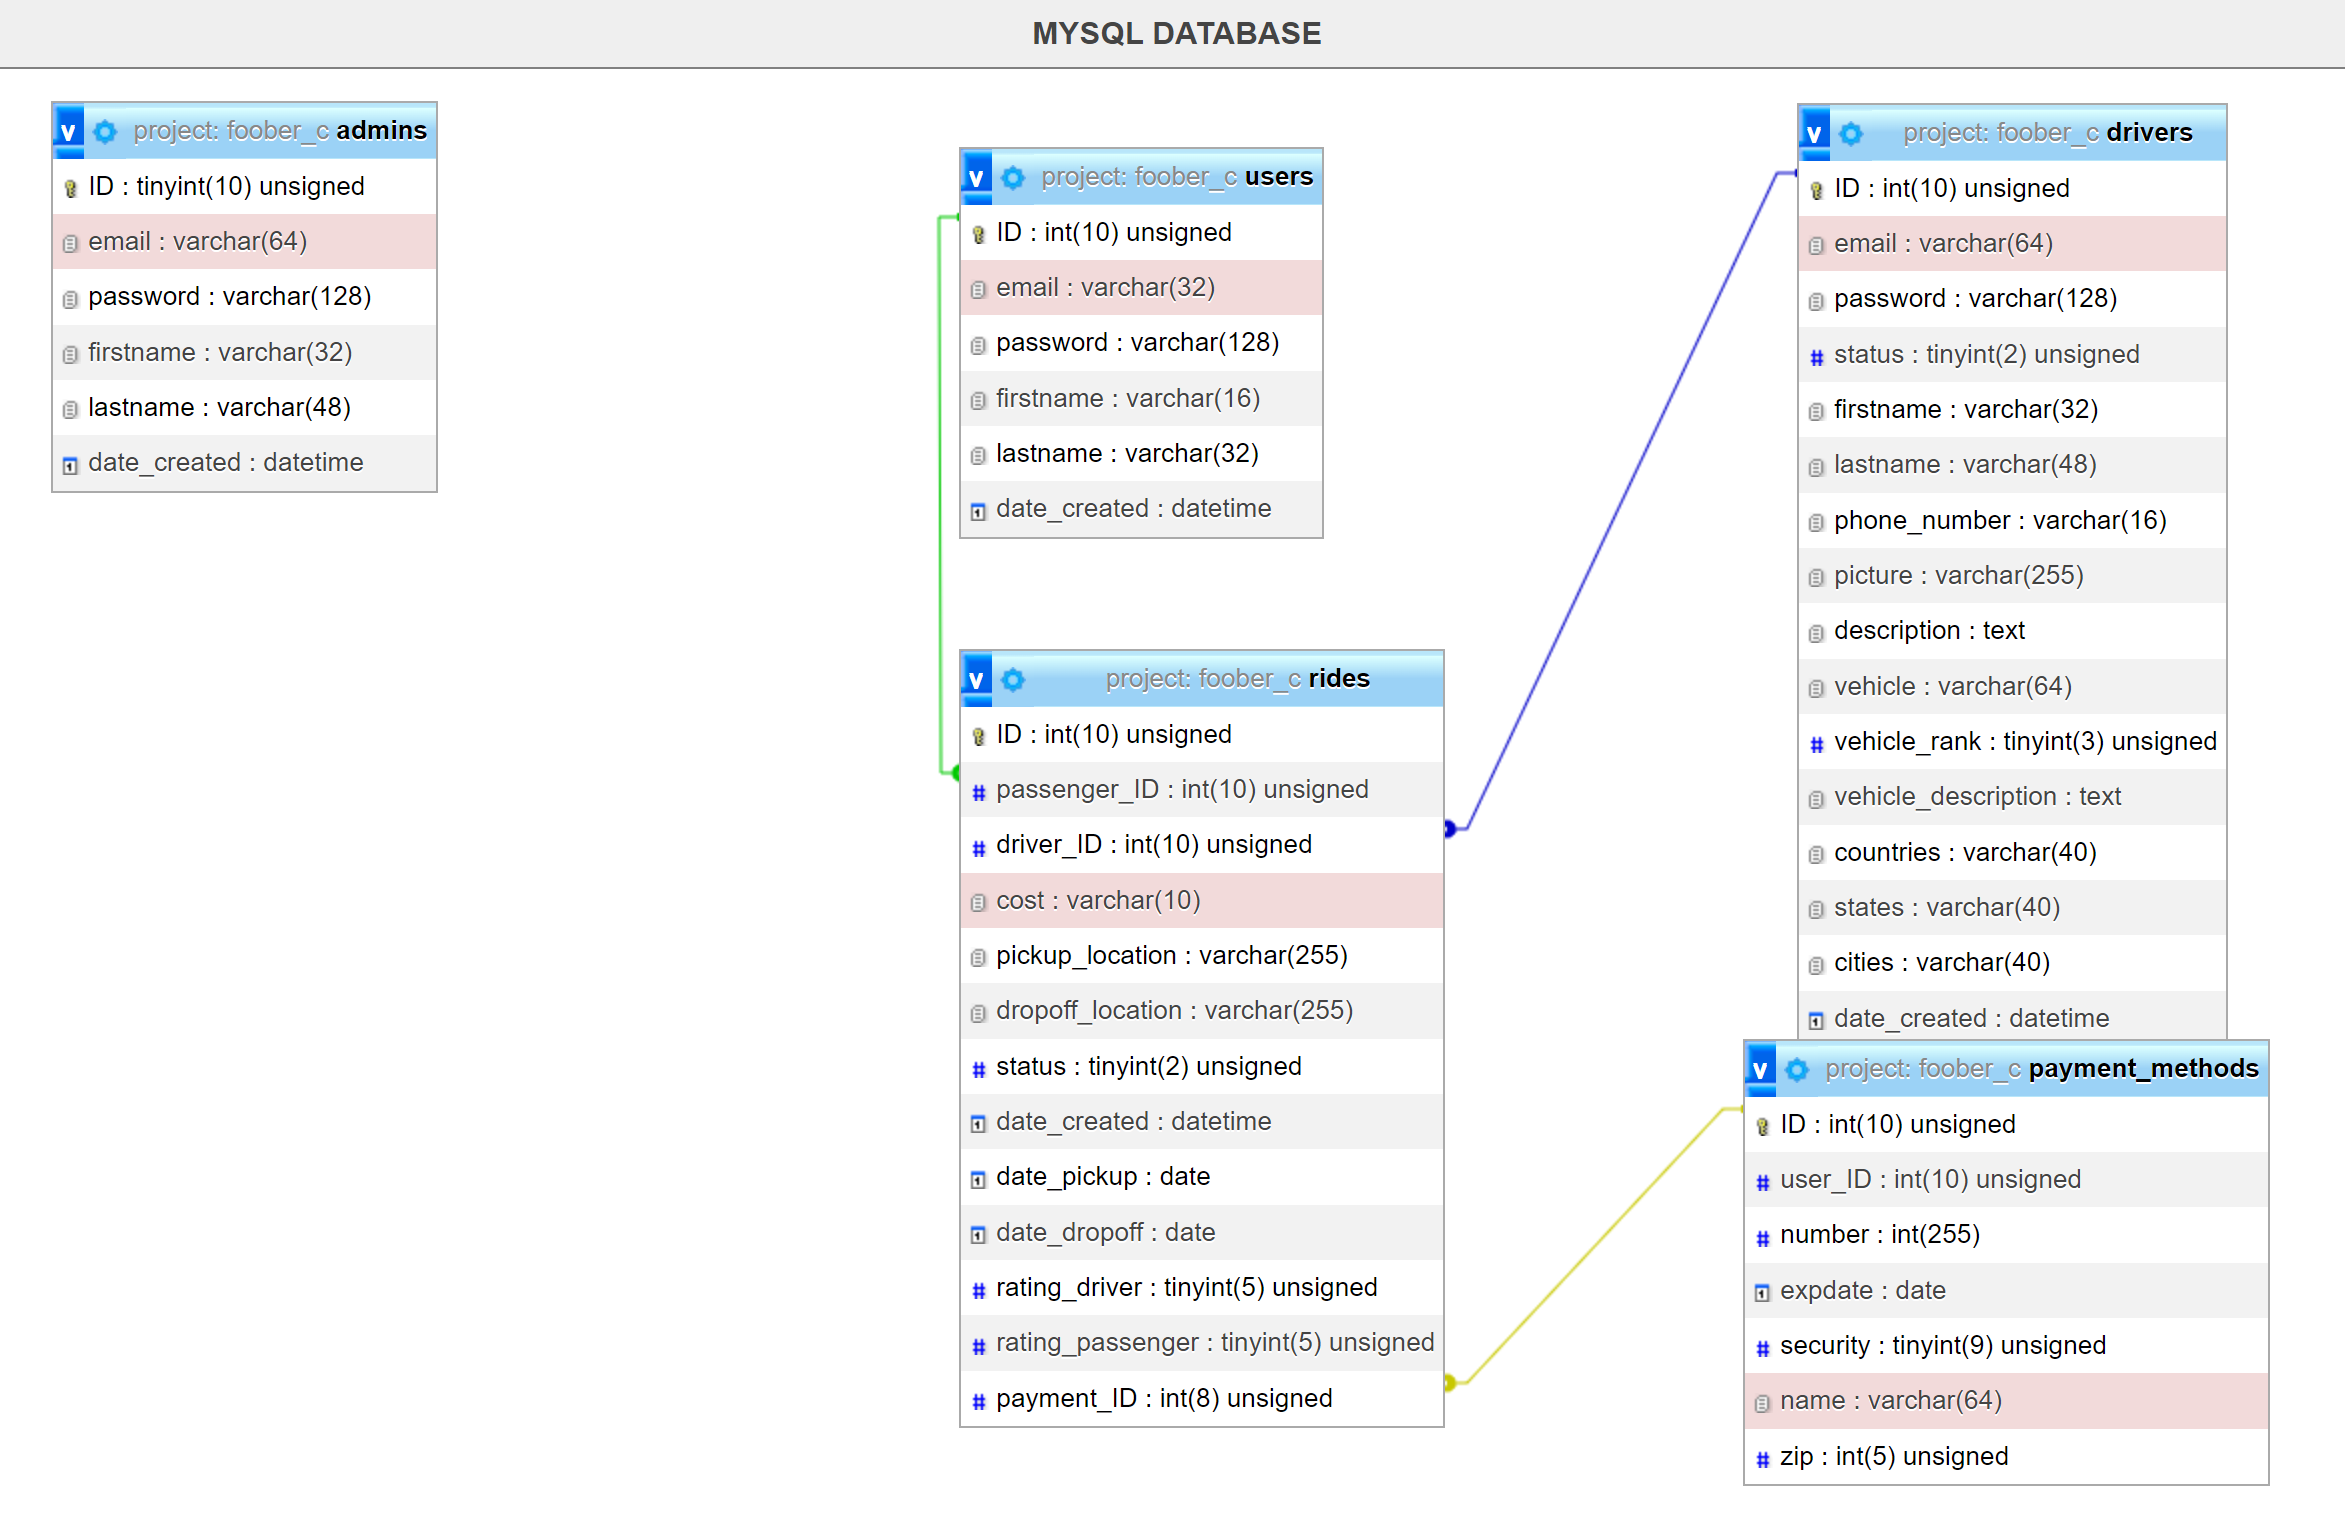 MYSQL DATABASE
v project: foober_c admins
ID : tinyint(10) unsigned
email : varchar(64)
password : varchar(128)
firstname : varchar(32)
lastname : varchar(48)
date_created : datetime
v project: foober_c users
ID : int(10) unsigned
email : varchar(32)
password : varchar(128)
firstname : varchar(16)
lastname : varchar(32)
date_created : datetime
v project: foober_c rides
ID : int(10) unsigned
# passenger_ID : int(10) unsigned
# driver_ID : int(10) unsigned
cost : varchar(10)
pickup_location : varchar(255)
dropoff_location : varchar(255)
# status : tinyint(2) unsigned
date_created : datetime
date_pickup : date
date_dropoff : date
# rating_driver : tinyint(5) unsigned
# rating_passenger : tinyint(5) unsigned
# payment_ID : int(8) unsigned
v project: foober_c drivers
ID : int(10) unsigned
email : varchar(64)
password : varchar(128)
# status : tinyint(2) unsigned
firstname : varchar(32)
lastname : varchar(48)
phone_number : varchar(16)
picture : varchar(255)
description : text
vehicle : varchar(64)
# vehicle_rank : tinyint(3) unsigned
vehicle_description : text
countries : varchar(40)
states : varchar(40)
cities : varchar(40)
date_created : datetime
v project: foober_c payment_methods
ID : int(10) unsigned
# user_ID : int(10) unsigned
# number : int(255)
expdate : date
# security : tinyint(9) unsigned
name : varchar(64)
# zip : int(5) unsigned